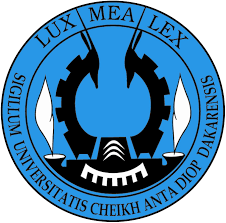 LUX MEA LEX
SIGILLUM UNIVERSITATIS CHEIKH ANTA DIOP DAKARENSIS